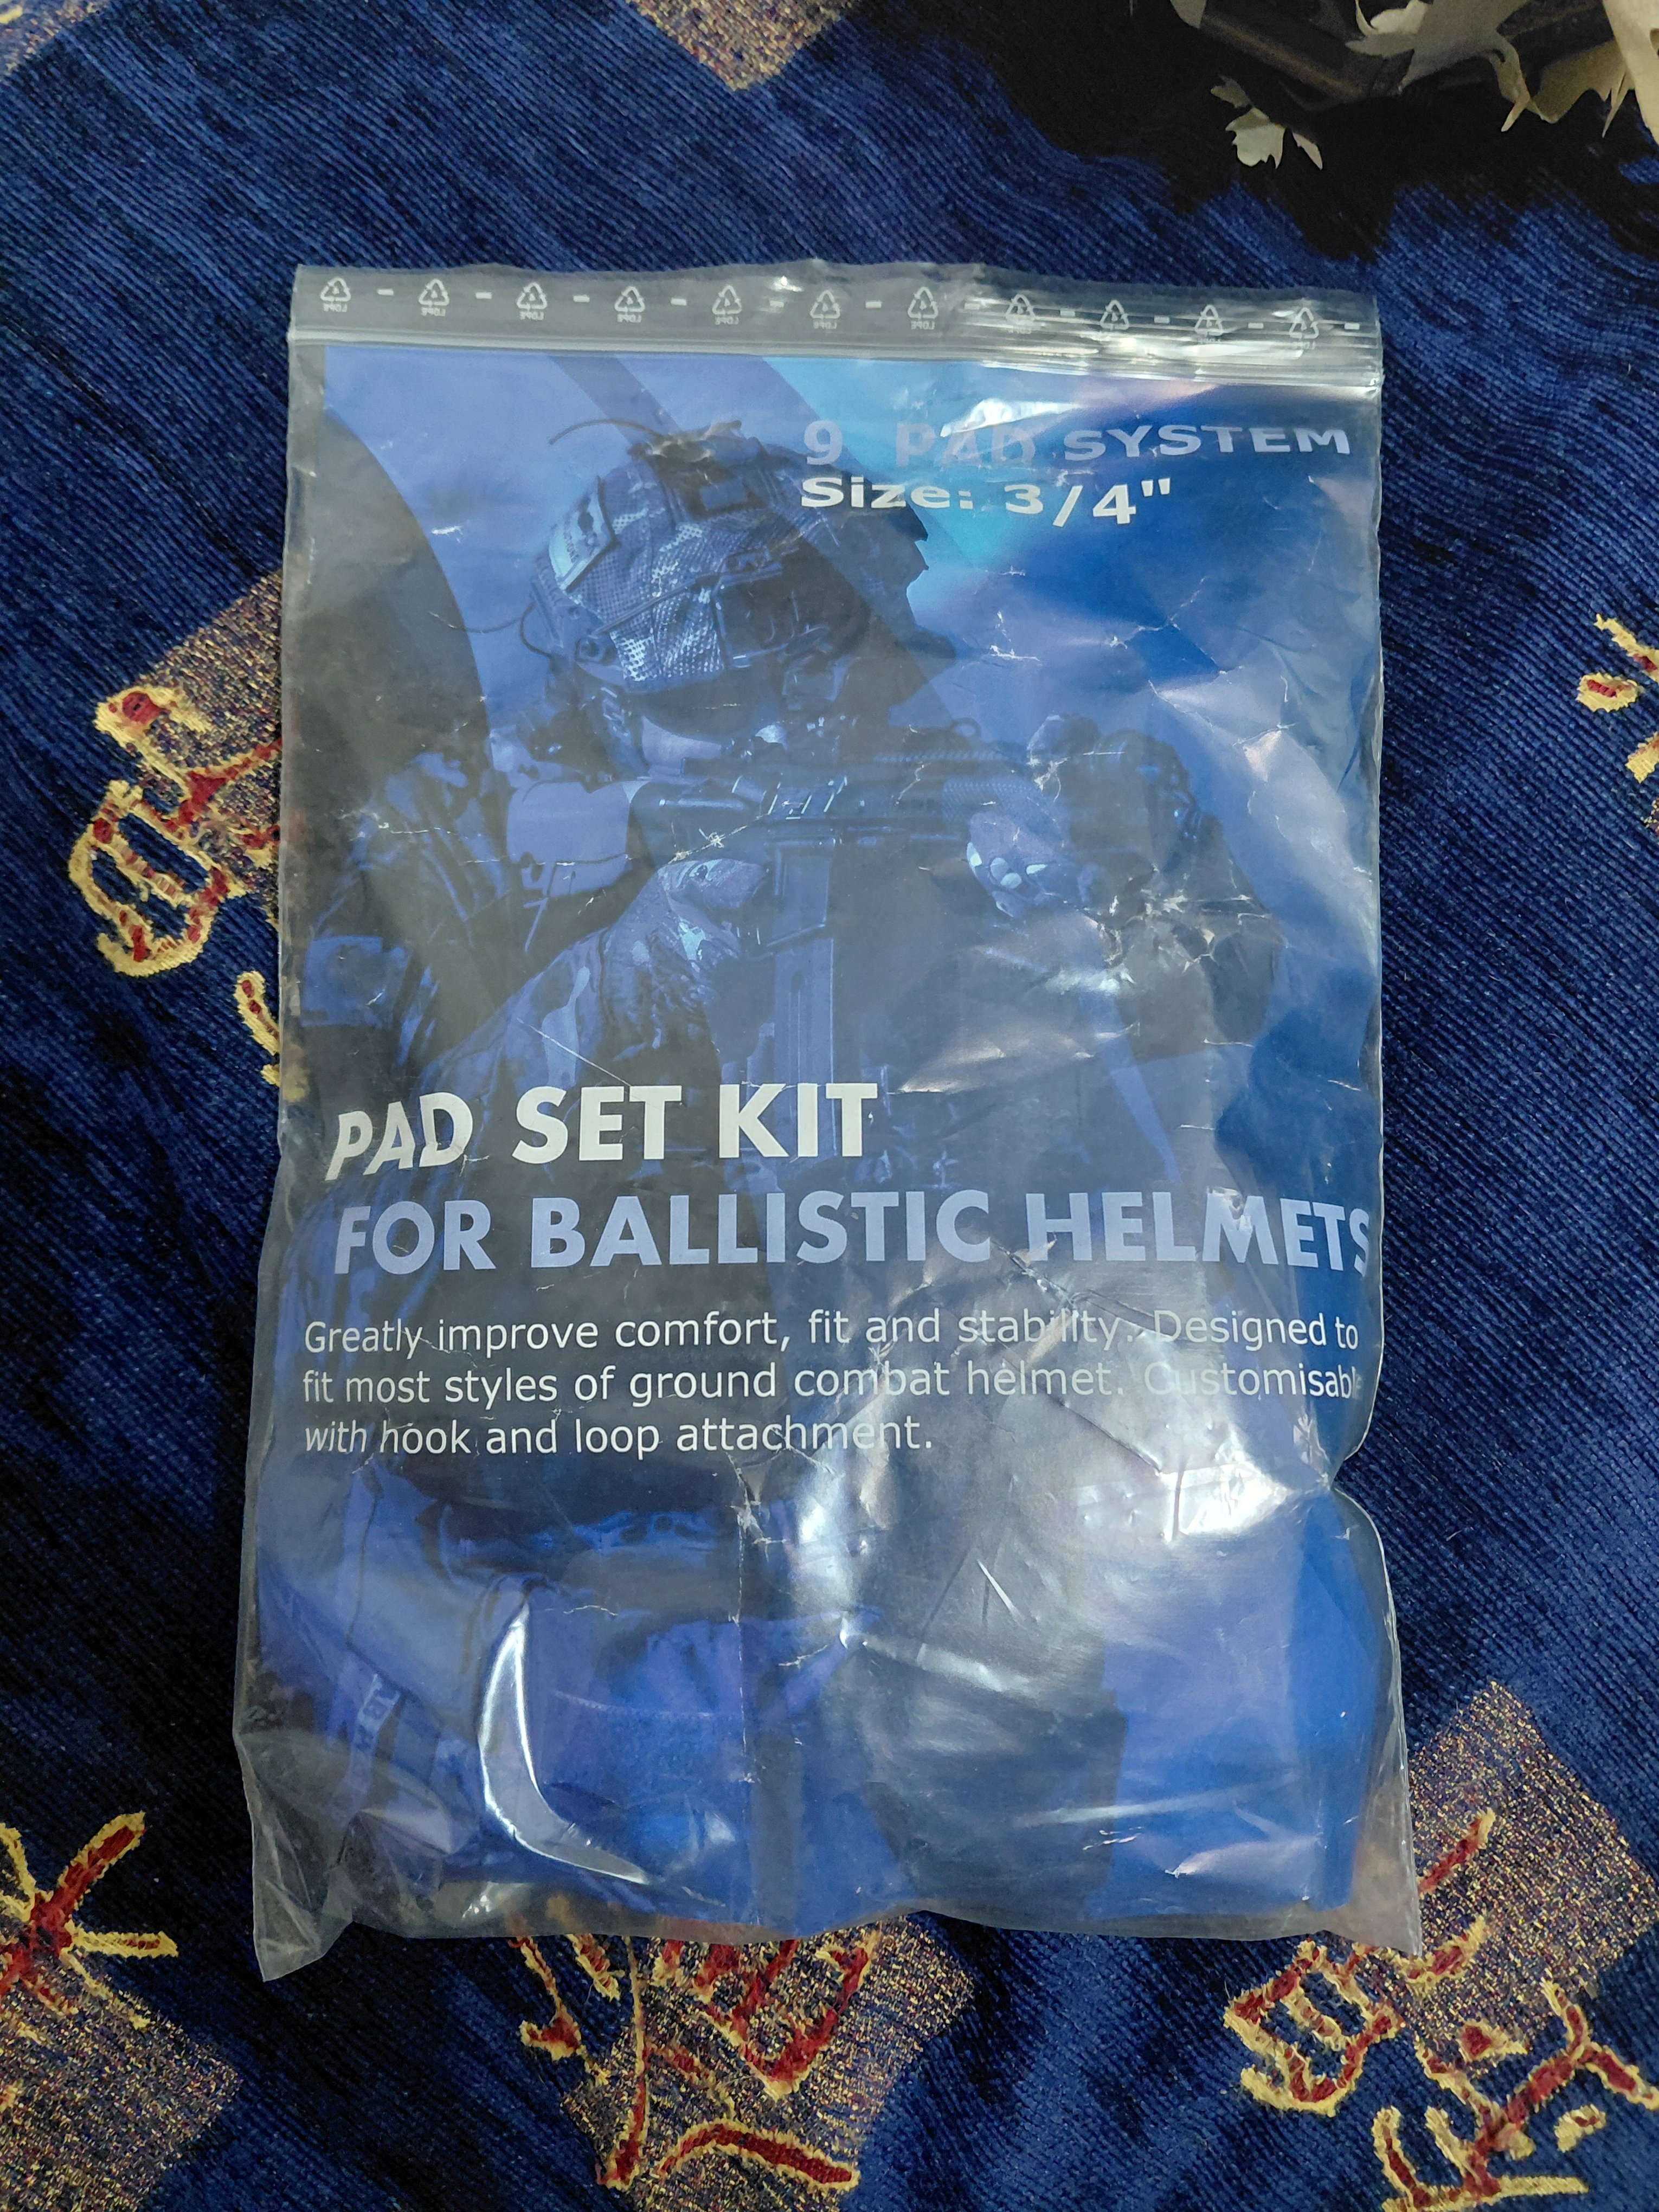 9 PAD SYSTEM
Size: 3/4"
PAD SET KIT
FOR BALLISTIC HELMETS
Greatly improve comfort, fit and stability. Designed to
fit most styles of ground combat helmet. Customisable
with hook and loop attachment.